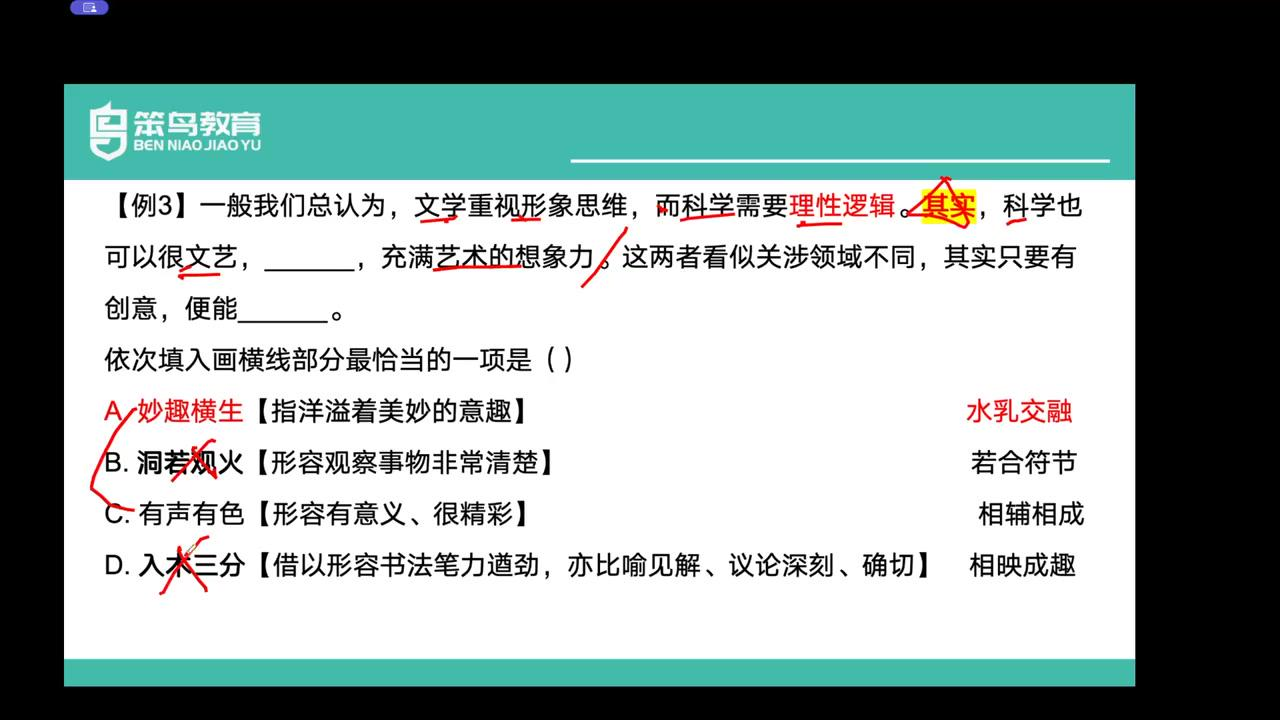 笨鸟教育
BEN NIAO JIAO YU
【例3】一般我们总认为，文学重视形象思维，而科学需要理性逻辑。其实，科学也
可以很文艺，______，充满艺术的想象力。这两者看似关涉领域不同，其实只要有
创意，便能______。
依次填入画横线部分最恰当的一项是（）
A. 妙趣横生【指洋溢着美妙的意趣】 水乳交融
B. 洞若观火【形容观察事物非常清楚】 若合符节
C. 有声有色【形容有意义、很精彩】 相辅相成
D. 入木三分【借以形容书法笔力遒劲，亦比喻见解、议论深刻、确切】 相映成趣